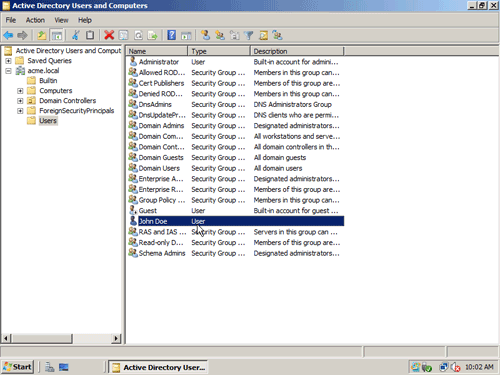 Active Directory Users and Computers
File Action View Help
Active Directory Users and Comput
Saved Queries
acme.local
Builtin
Computers
Domain Controllers
ForeignSecurityPrincipals
Users
Name Type Description
Administrator User Built-in account for admini...
Allowed ROD... Security Group ... Members in this group can...
Cert Publishers Security Group ... Members of this group are...
Denied ROD... Security Group ... Members in this group can...
DnsAdmins Security Group ... DNS Administrators Group
DnsUpdatePr... Security Group ... DNS clients who are permi...
Domain Admins Security Group ... Designated administrators...
Domain Com... Security Group ... All workstations and serve...
Domain Cont... Security Group ... All domain controllers in th...
Domain Guests Security Group ... All domain guests
Domain Users Security Group ... All domain users
Enterprise A... Security Group ... Designated administrators...
Enterprise R... Security Group ... Members of this group are...
Group Policy ... Security Group ... Members in this group can...
Guest User Built-in account for guest ...
John Doe User
RAS and IAS ... Security Group ... Servers in this group can ...
Read-only D... Security Group ... Members of this group are...
Schema Admins Security Group ... Designated administrators...
Start Active Directory User... 10:02 AM